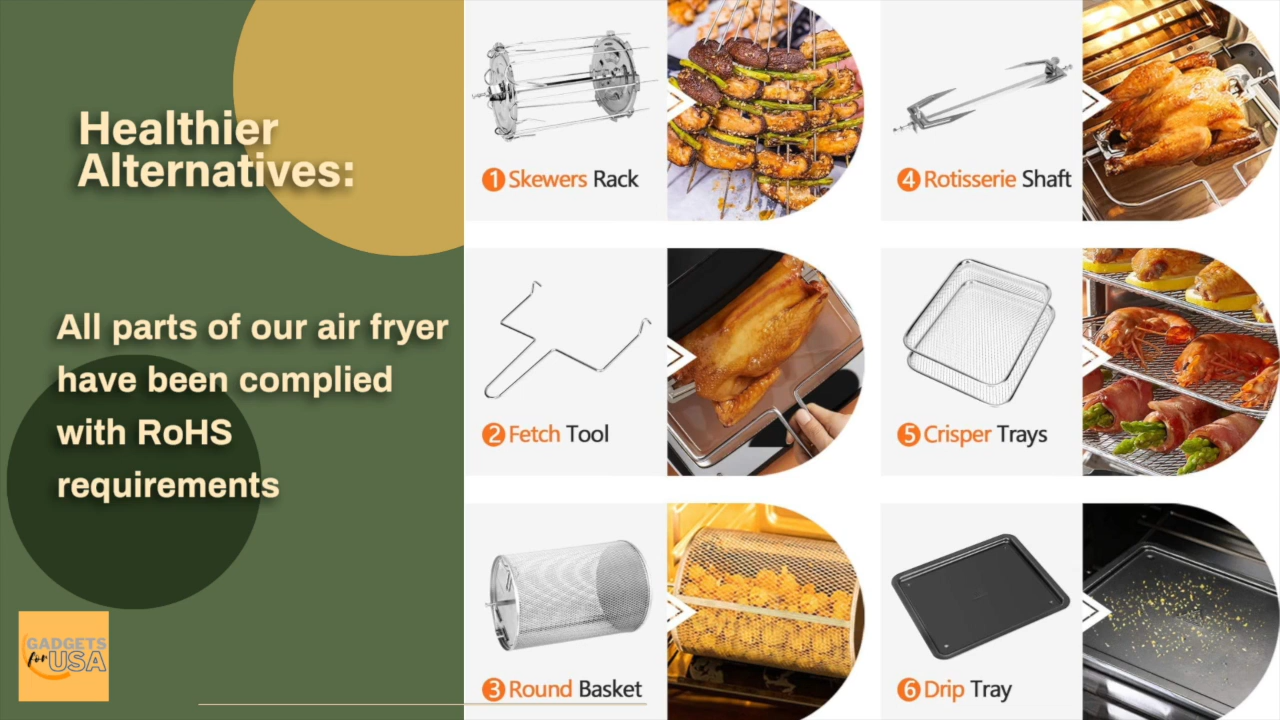 Healthier
Alternatives:
All parts of our air fryer
have been complied
with RoHS
requirements
GADGETS
for USA
1 Skewers Rack
2 Fetch Tool
3 Round Basket
4 Rotisserie Shaft
5 Crisper Trays
6 Drip Tray